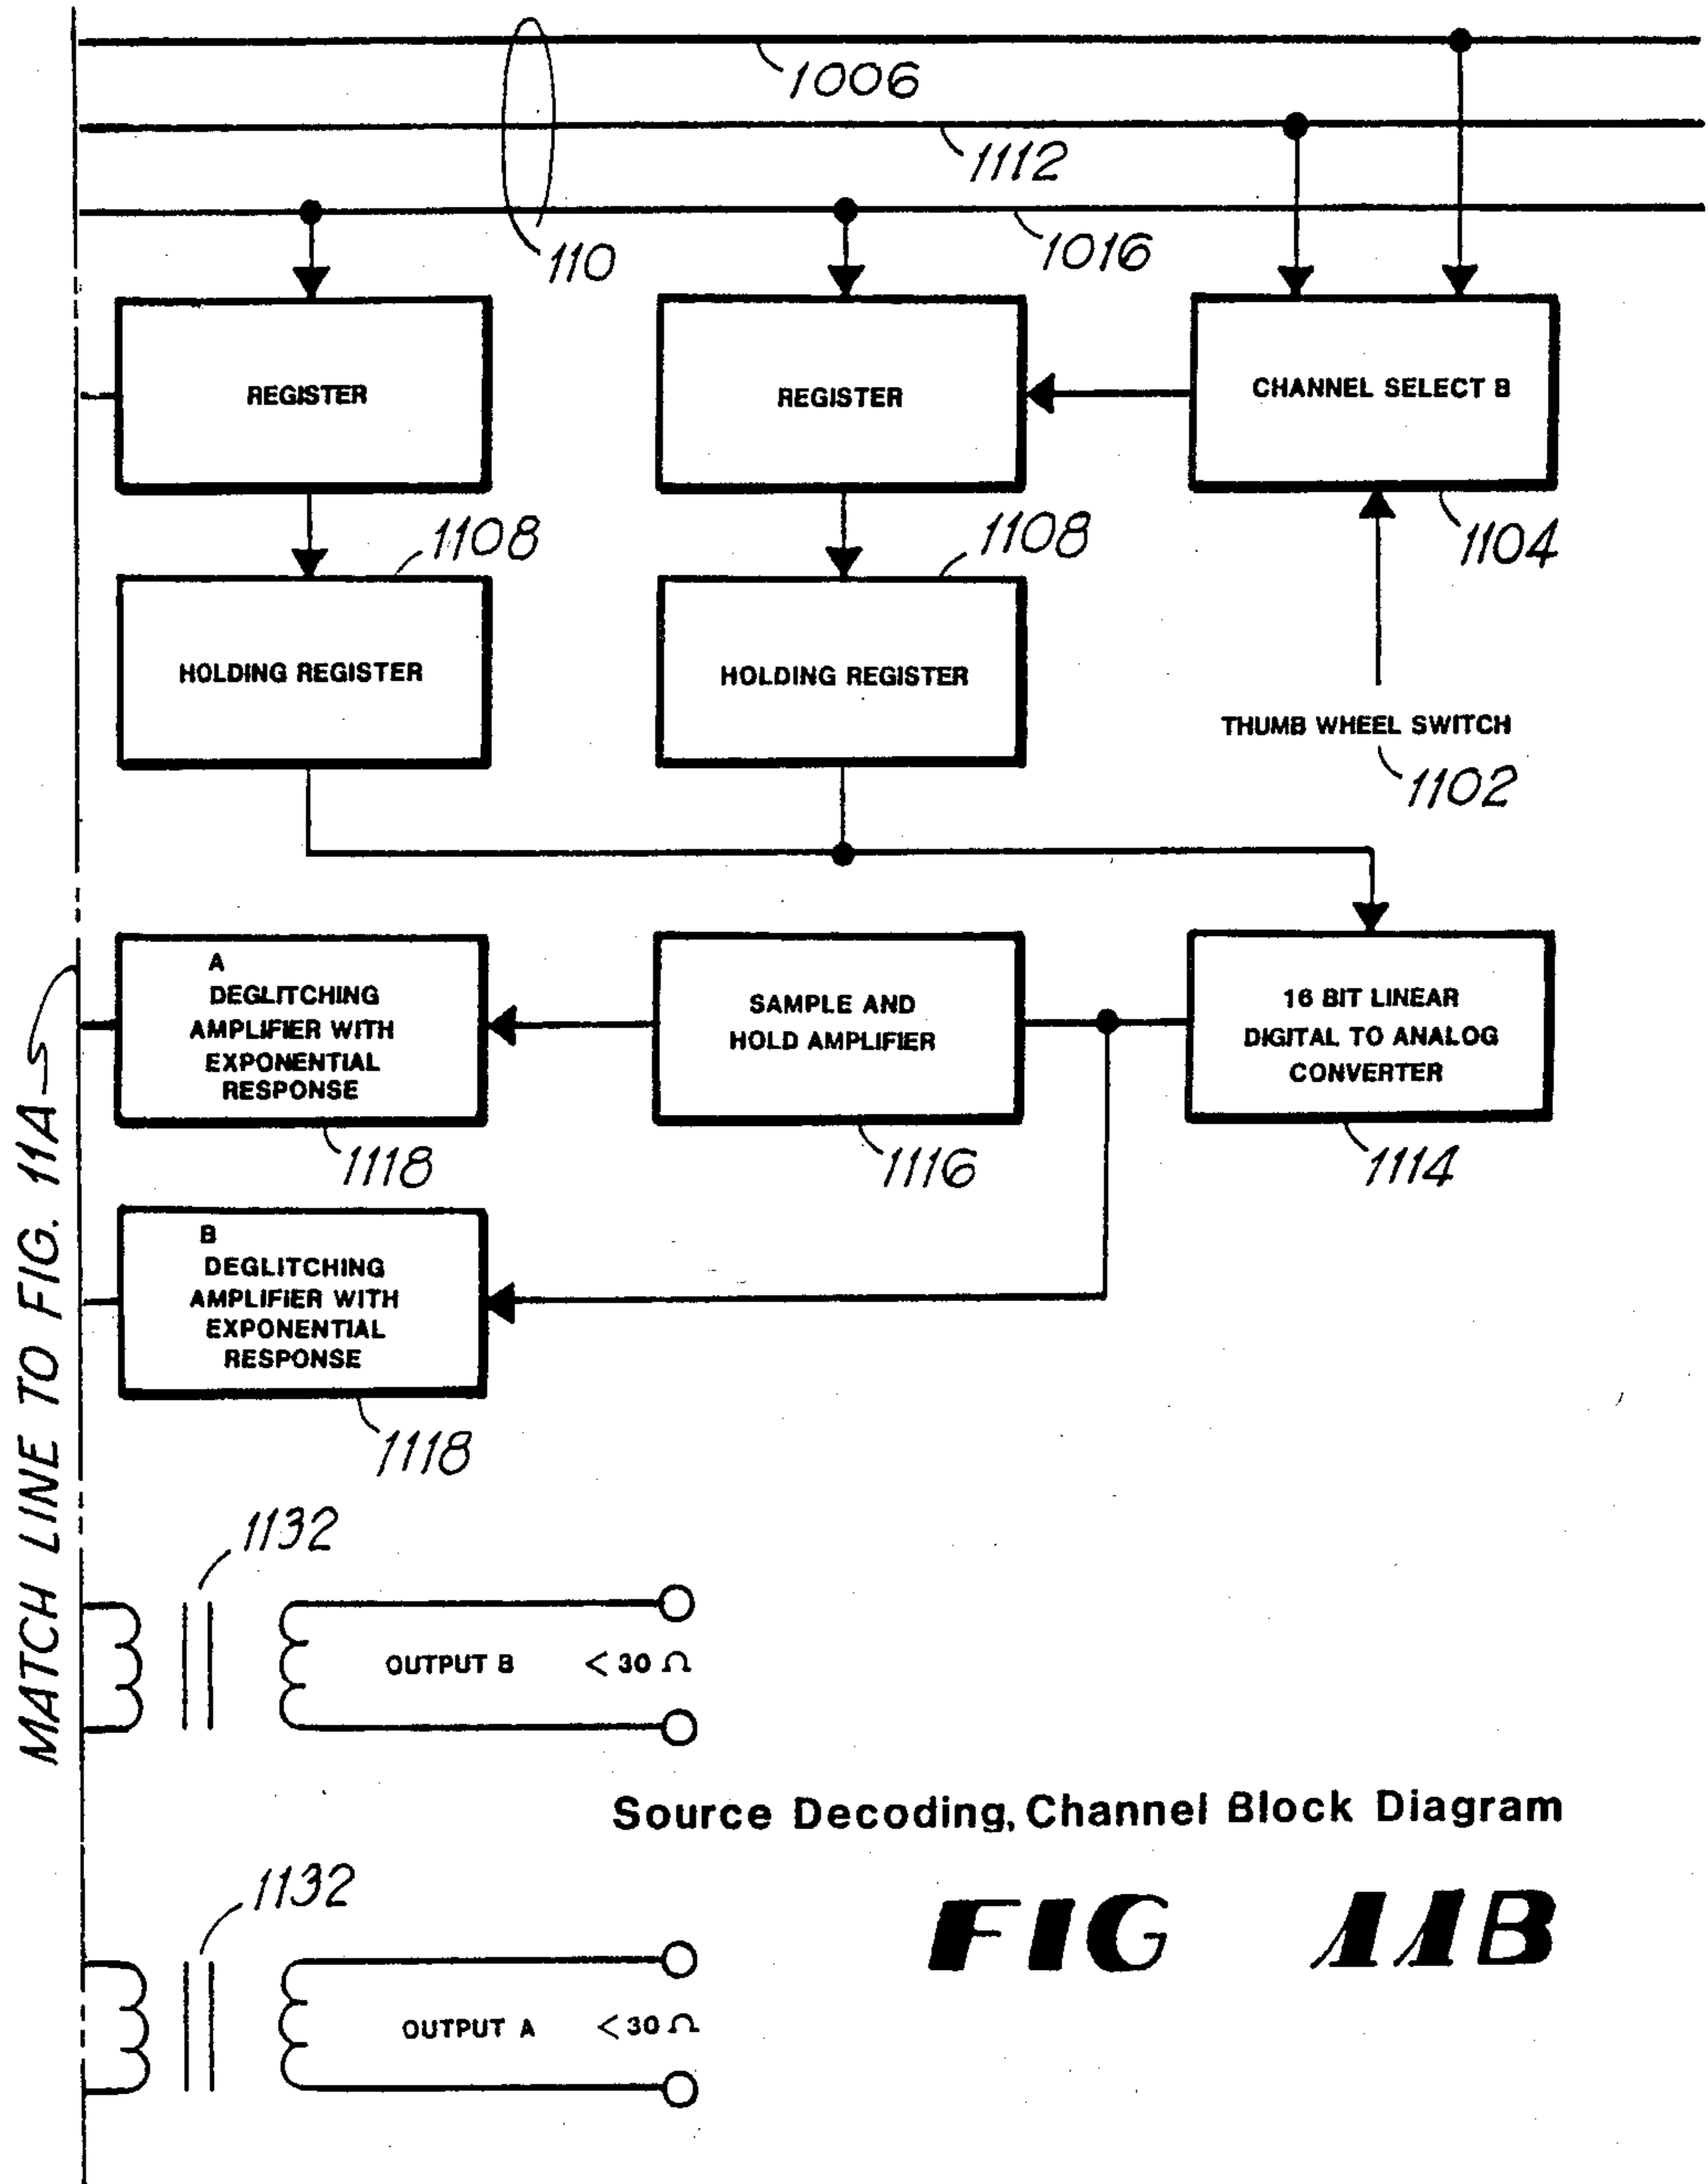 1006
1112
110
1016
REGISTER
REGISTER
CHANNEL SELECT B
1108
1108
1104
HOLDING REGISTER
HOLDING REGISTER
THUMB WHEEL SWITCH
1102
A
DEGLITCHING
AMPLIFIER WITH
EXPONENTIAL
RESPONSE
SAMPLE AND
HOLD AMPLIFIER
16 BIT LINEAR
DIGITAL TO ANALOG
CONVERTER
1118
1116
1114
B
DEGLITCHING
AMPLIFIER WITH
EXPONENTIAL
RESPONSE
1118
MATCH LINE TO FIG. 11A
1132
OUTPUT B < 30 Ω
Source Decoding, Channel Block Diagram
1132
OUTPUT A < 30 Ω
FIG 11B